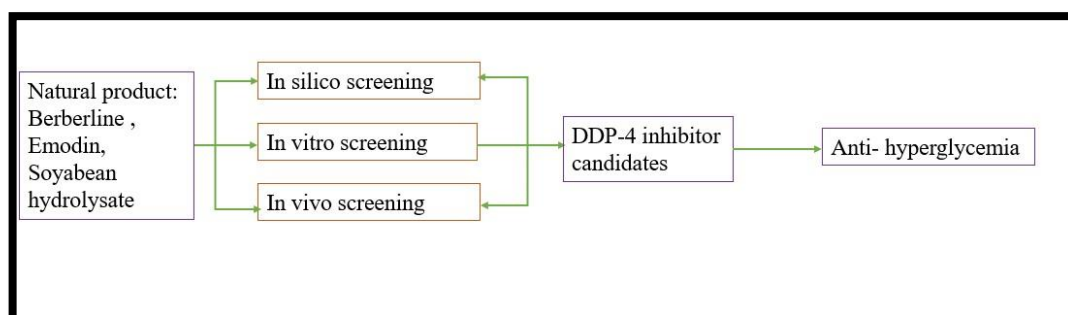 Natural product:
Berberline ,
Emodin,
Soyabean
hydrolysate
In silico screening
In vitro screening
In vivo screening
DDP-4 inhibitor
candidates
Anti- hyperglycemia